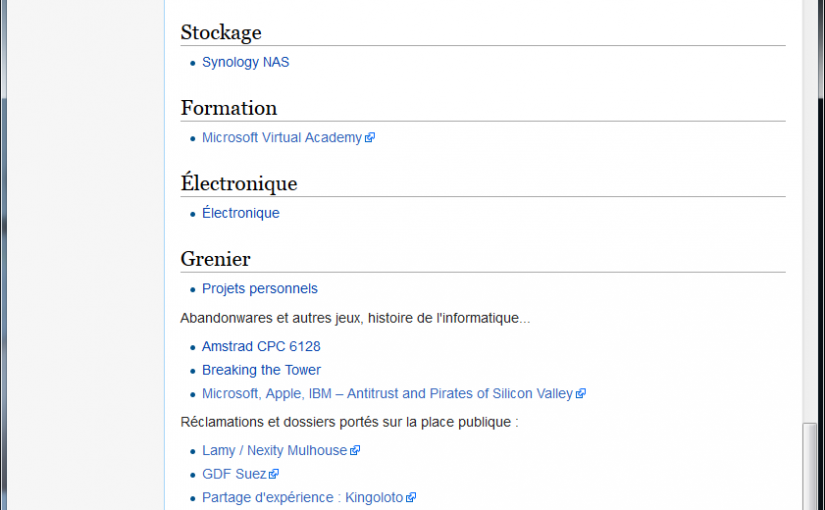 Stockage
Synology NAS
Formation
Microsoft Virtual Academy
Électronique
Électronique
Grenier
Projets personnels
Abandonwares et autres jeux, histoire de l'informatique...
Amstrad CPC 6128
Breaking the Tower
Microsoft, Apple, IBM – Antitrust and Pirates of Silicon Valley
Réclamations et dossiers portés sur la place publique :
Lamy / Nexity Mulhouse
GDF Suez
Partage d'expérience : Kingoloto